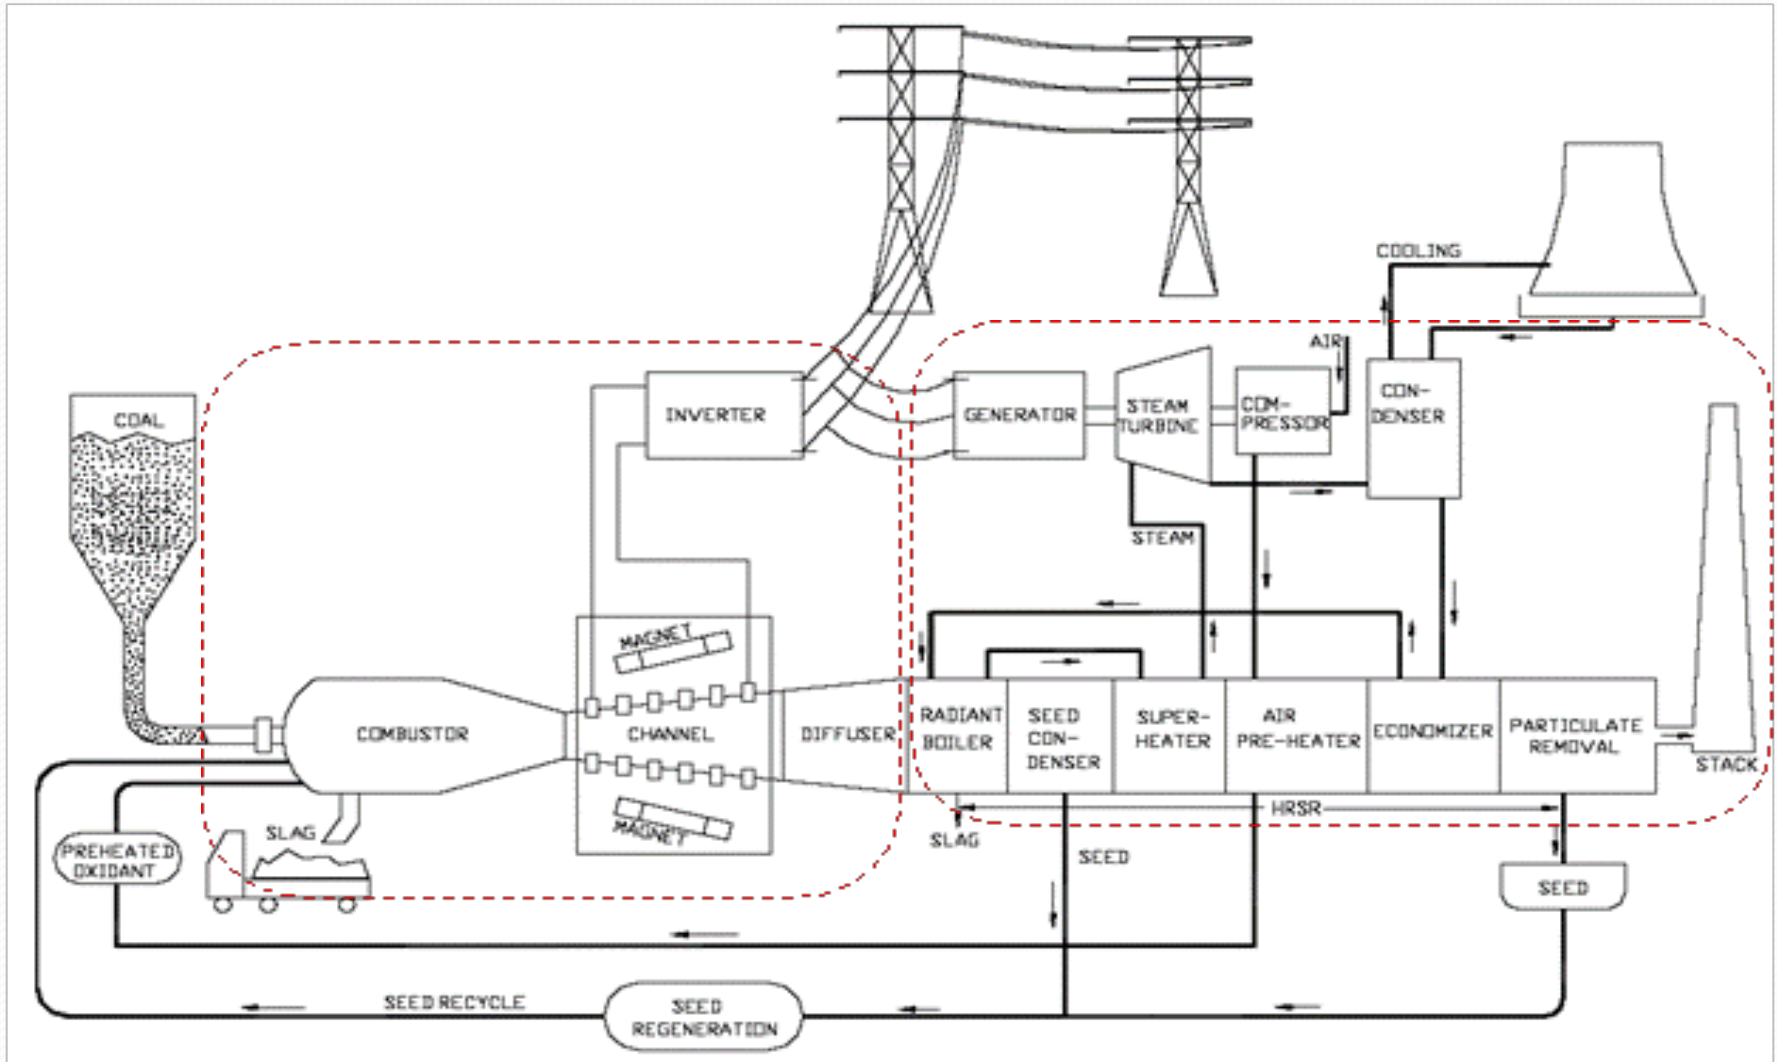 COOLING
AIR
COAL
INVERTER
GENERATOR
STEAM
TURBINE
COM-
PRESSOR
CON-
DENSER
STEAM
MAGNET
COMBUSTOR
CHANNEL
DIFFUSER
RADIANT
BOILER
SEED
CON-
DENSER
SUPER-
HEATER
AIR
PRE-HEATER
ECONOMIZER
PARTICULATE
REMOVAL
STACK
MAGNET
HRSR
SLAG
SLAG
PREHEATED
OXIDANT
SEED
SEED
SEED RECYCLE
SEED
REGENERATION